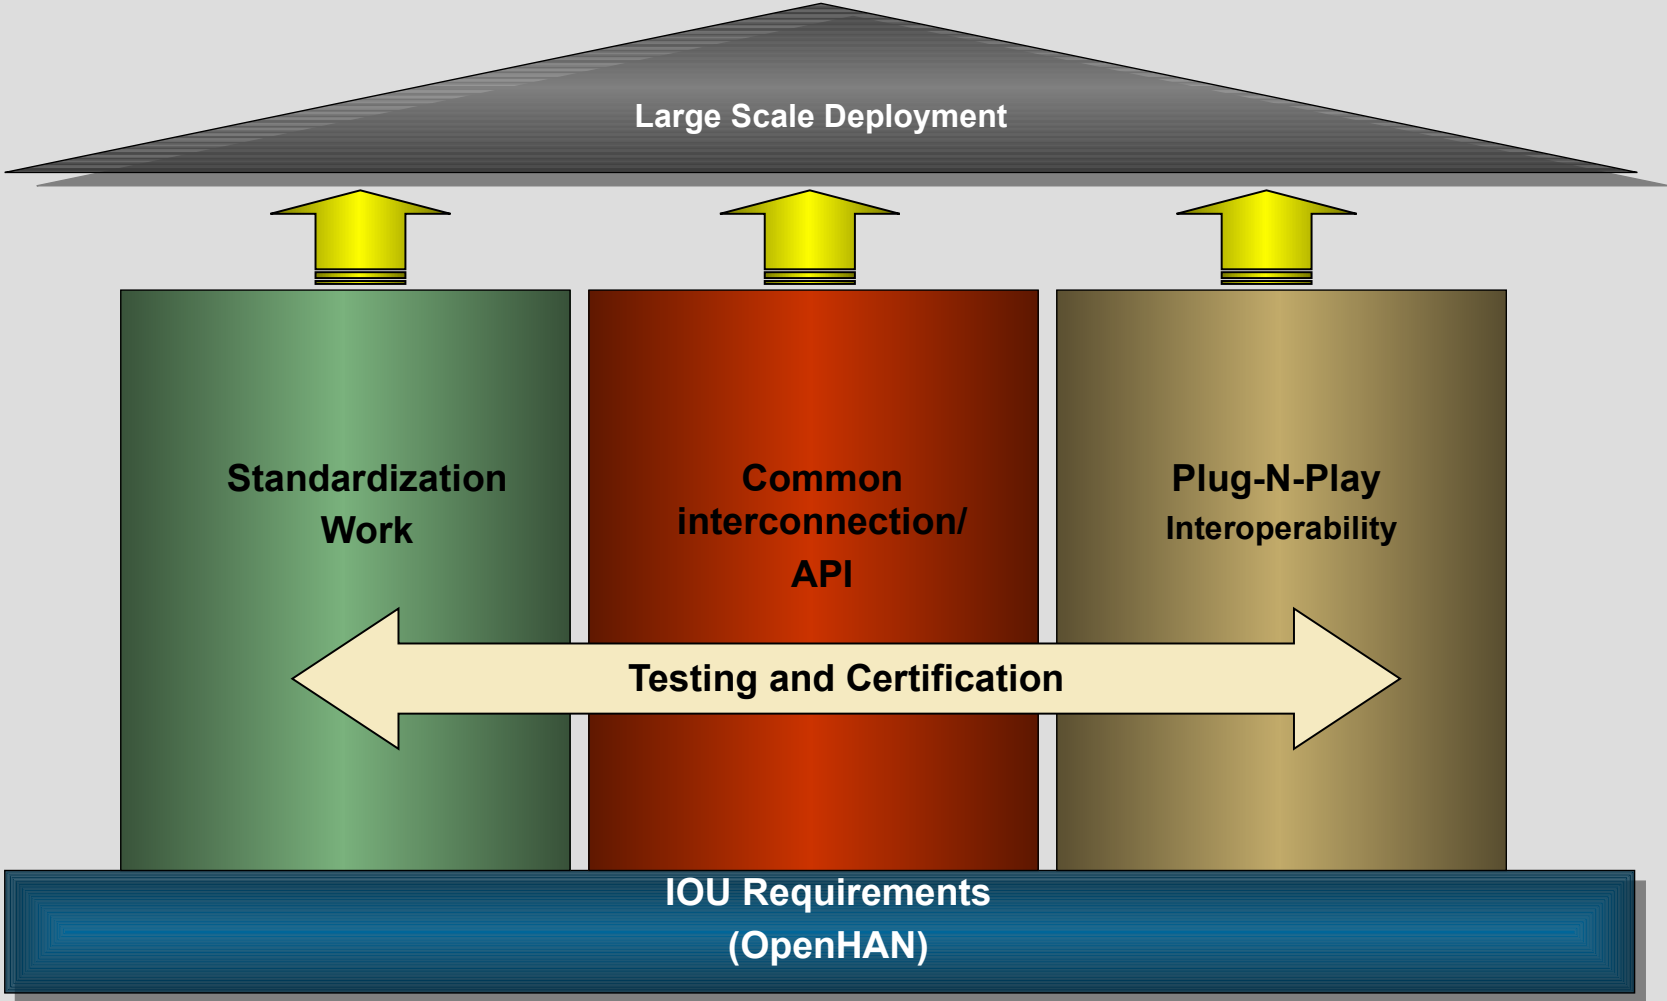 Large Scale Deployment
Standardization
Work
Common
interconnection/
API
Plug-N-Play
Interoperability
Testing and Certification
IOU Requirements
(OpenHAN)